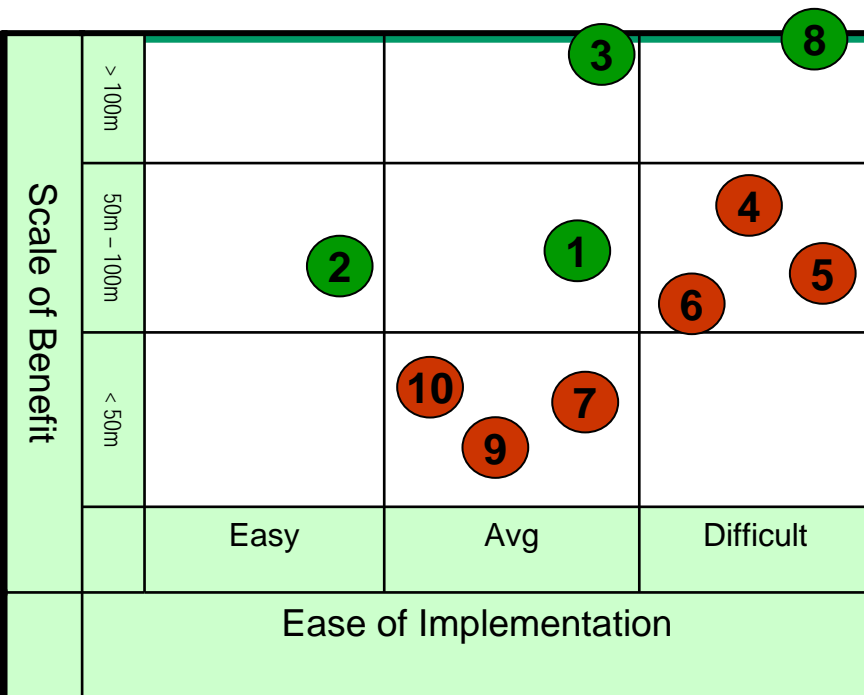 Scale of Benefit
> 100m
3
8
50m – 100m
2
1
4
5
6
< 50m
10
9
7
Easy
Avg
Difficult
Ease of Implementation